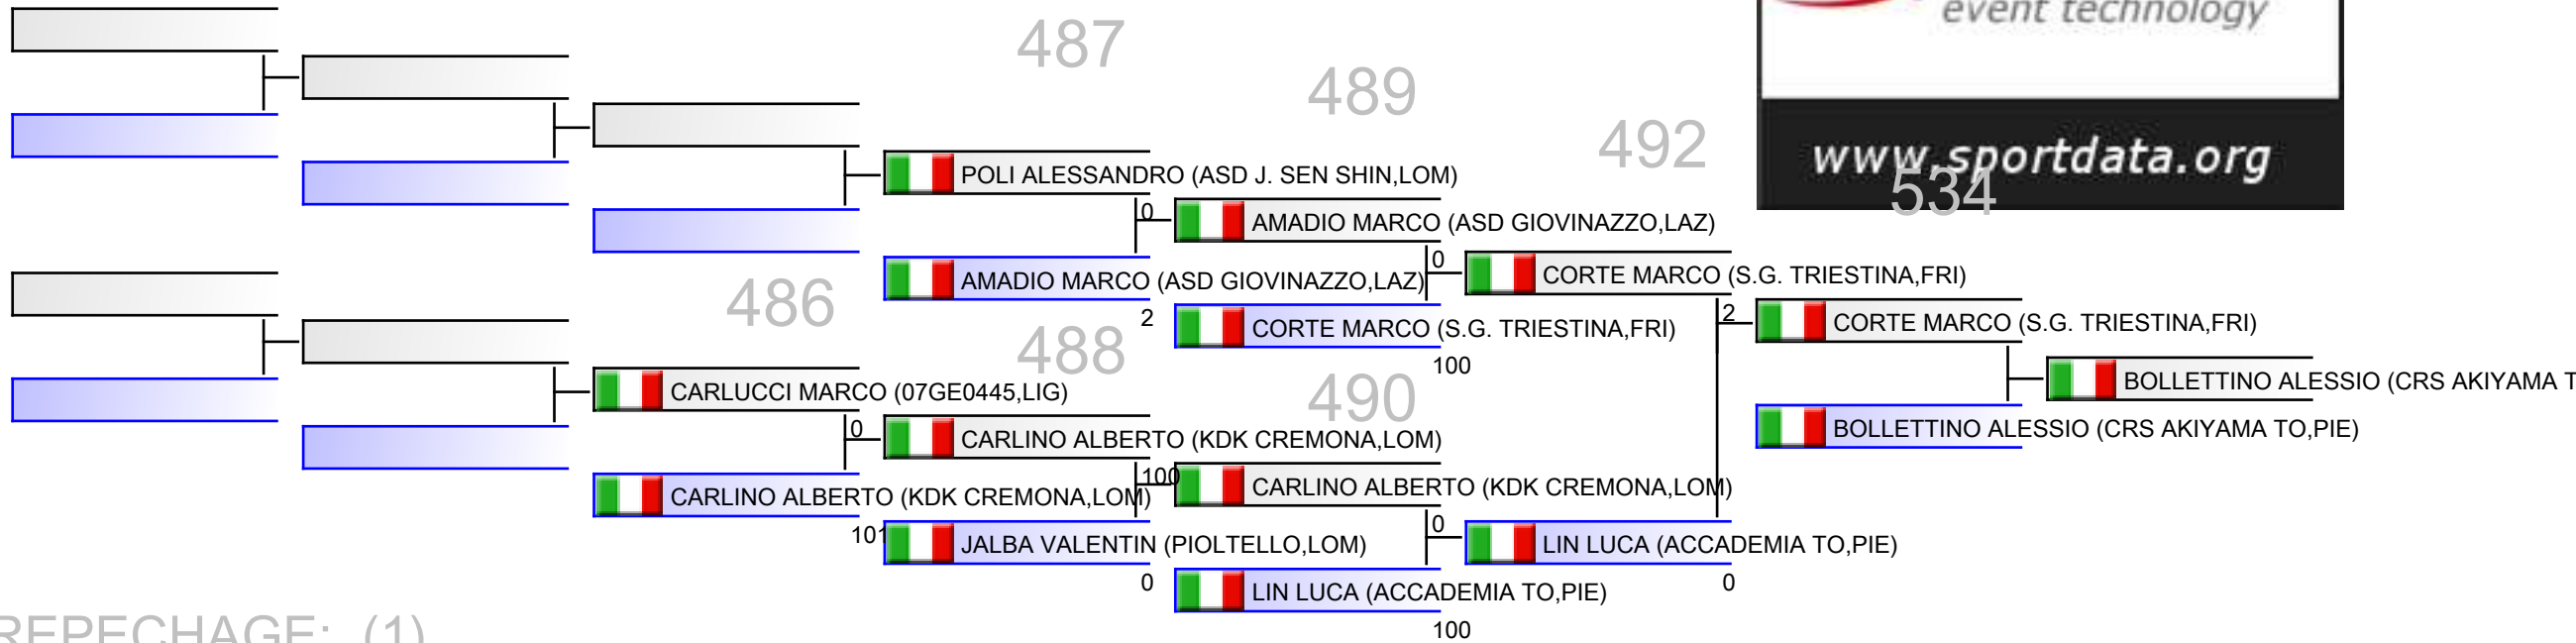 event technology
487
489
492
www.sportdata.org
534
POLI ALESSANDRO (ASD J. SEN SHIN,LOM)
0
AMADIO MARCO (ASD GIOVINAZZO,LAZ)
0
AMADIO MARCO (ASD GIOVINAZZO,LAZ)
2
CORTE MARCO (S.G. TRIESTINA,FRI)
2
CORTE MARCO (S.G. TRIESTINA,FRI)
100
CORTE MARCO (S.G. TRIESTINA,FRI)
486
488
490
BOLLETTINO ALESSIO (CRS AKIYAMA T
BOLLETTINO ALESSIO (CRS AKIYAMA TO,PIE)
CARLUCCI MARCO (07GE0445,LIG)
0
CARLINO ALBERTO (KDK CREMONA,LOM)
100
CARLINO ALBERTO (KDK CREMONA,LOM)
CARLINO ALBERTO (KDK CREMONA,LOM)
101
0
JALBA VALENTIN (PIOLTELLO,LOM)
0
LIN LUCA (ACCADEMIA TO,PIE)
0
LIN LUCA (ACCADEMIA TO,PIE)
100
REPECHAGE: (1)